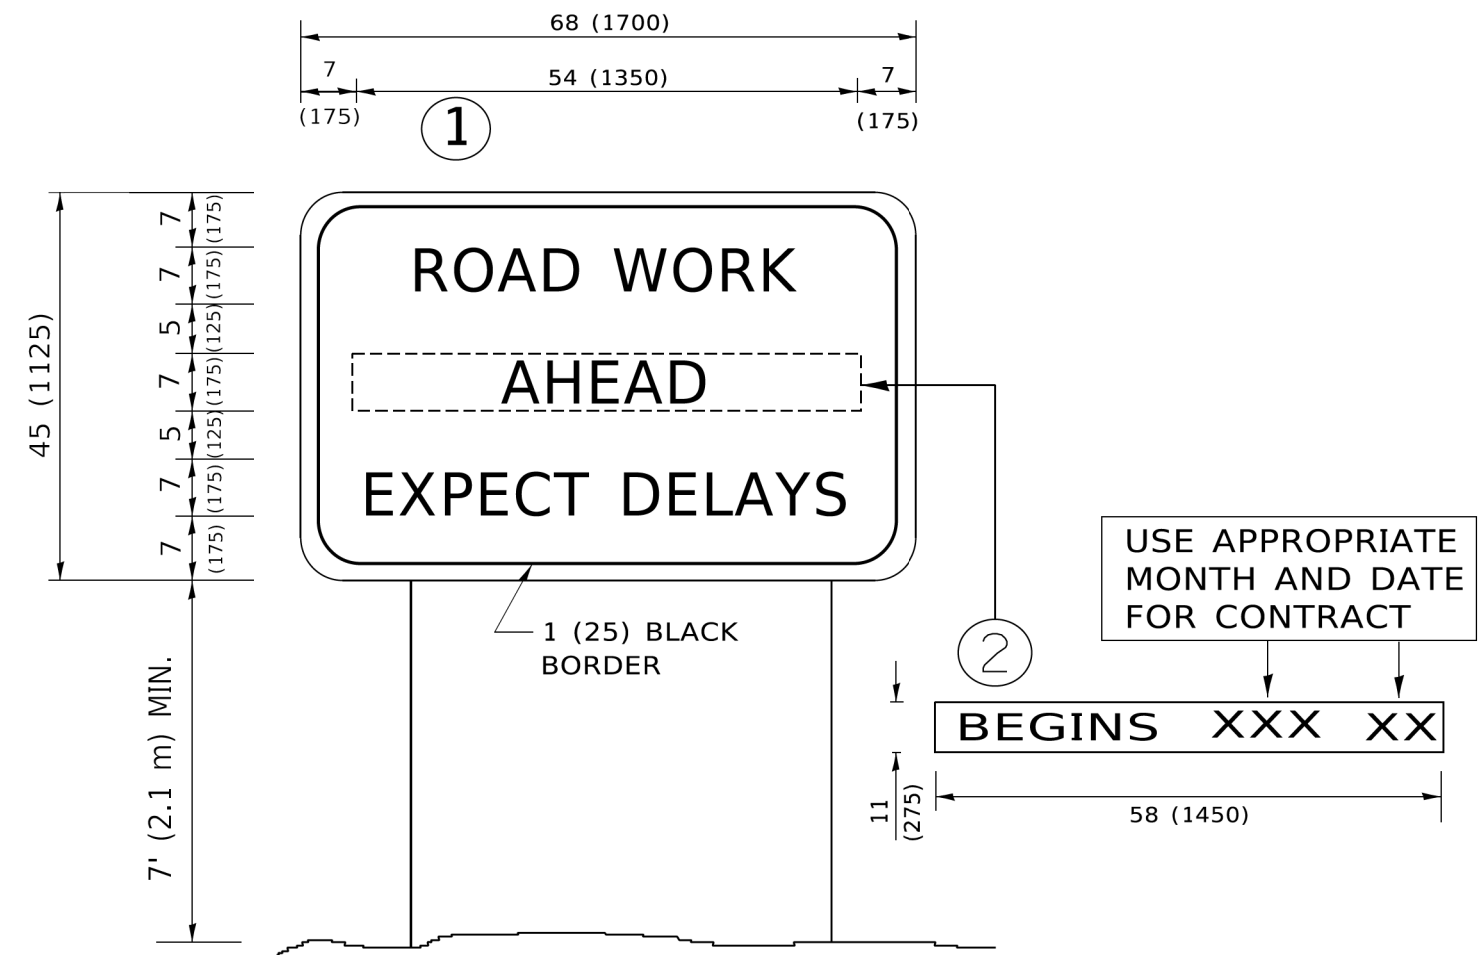 68 (1700)
7
54 (1350)
7
(175)
(175)
1
7 (175)
7 (175)
5 (125)
7 (175)
5 (125)
7 (175)
7 (175)
45 (1125)
ROAD WORK
AHEAD
EXPECT DELAYS
1 (25) BLACK
BORDER
7' (2.1 m) MIN.
USE APPROPRIATE
MONTH AND DATE
FOR CONTRACT
2
BEGINS XXX XX
11
(275)
58 (1450)